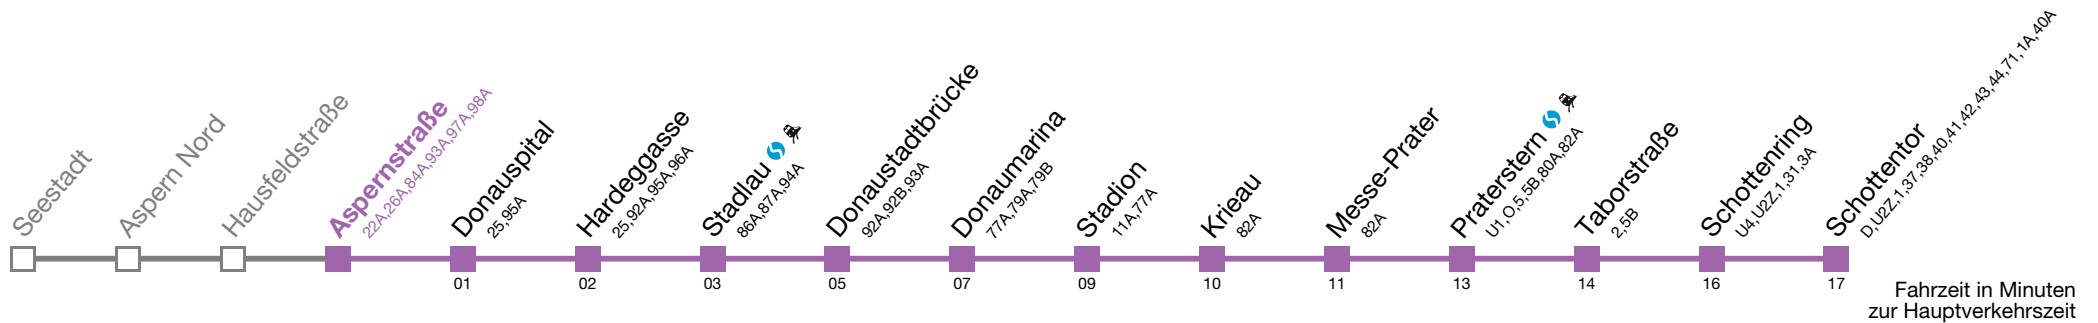 Seestadt
Aspern Nord
Hausfeldstraße
Aspernstraße
22A,26A,84A,93A,97A,98A
Donauspital
25,95A
01
Hardeggasse
25,92A,95A,96A
02
Stadlau
86A,87A,94A
03
Donaustadtbrücke
92A,92B,93A
05
Donaumarina
77A,79A,79B
07
Stadion
11A,77A
09
Krieau
82A
10
Messe-Prater
82A
11
Praterstern
U1,O,5,5B,80A,82A
13
Taborstraße
2,5B
14
Schottenring
U4,U2Z,1,31,3A
16
Schottentor
D,U2Z,1,37,38,40,41,42,43,44,71,1A,40A
17
Fahrzeit in Minuten
zur Hauptverkehrszeit